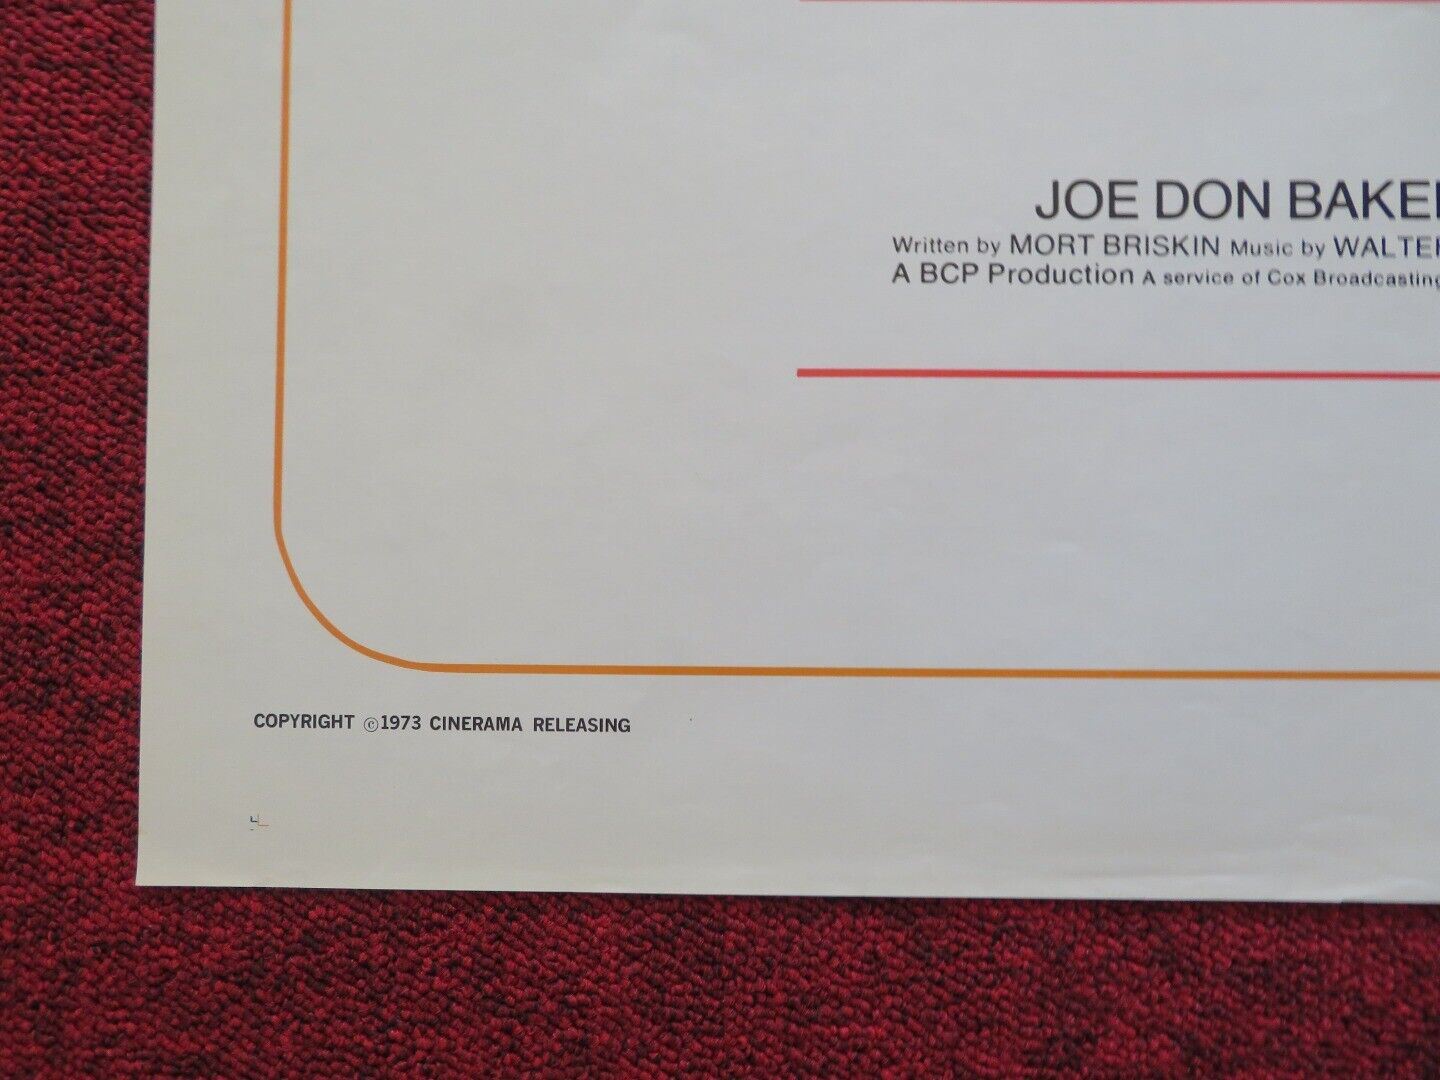 JOE DON BAKE
Written by MORT BRISKIN Music by WALTE
A BCP Production A service of Cox Broadcasting
COPYRIGHT ©1973 CINERAMA RELEASING